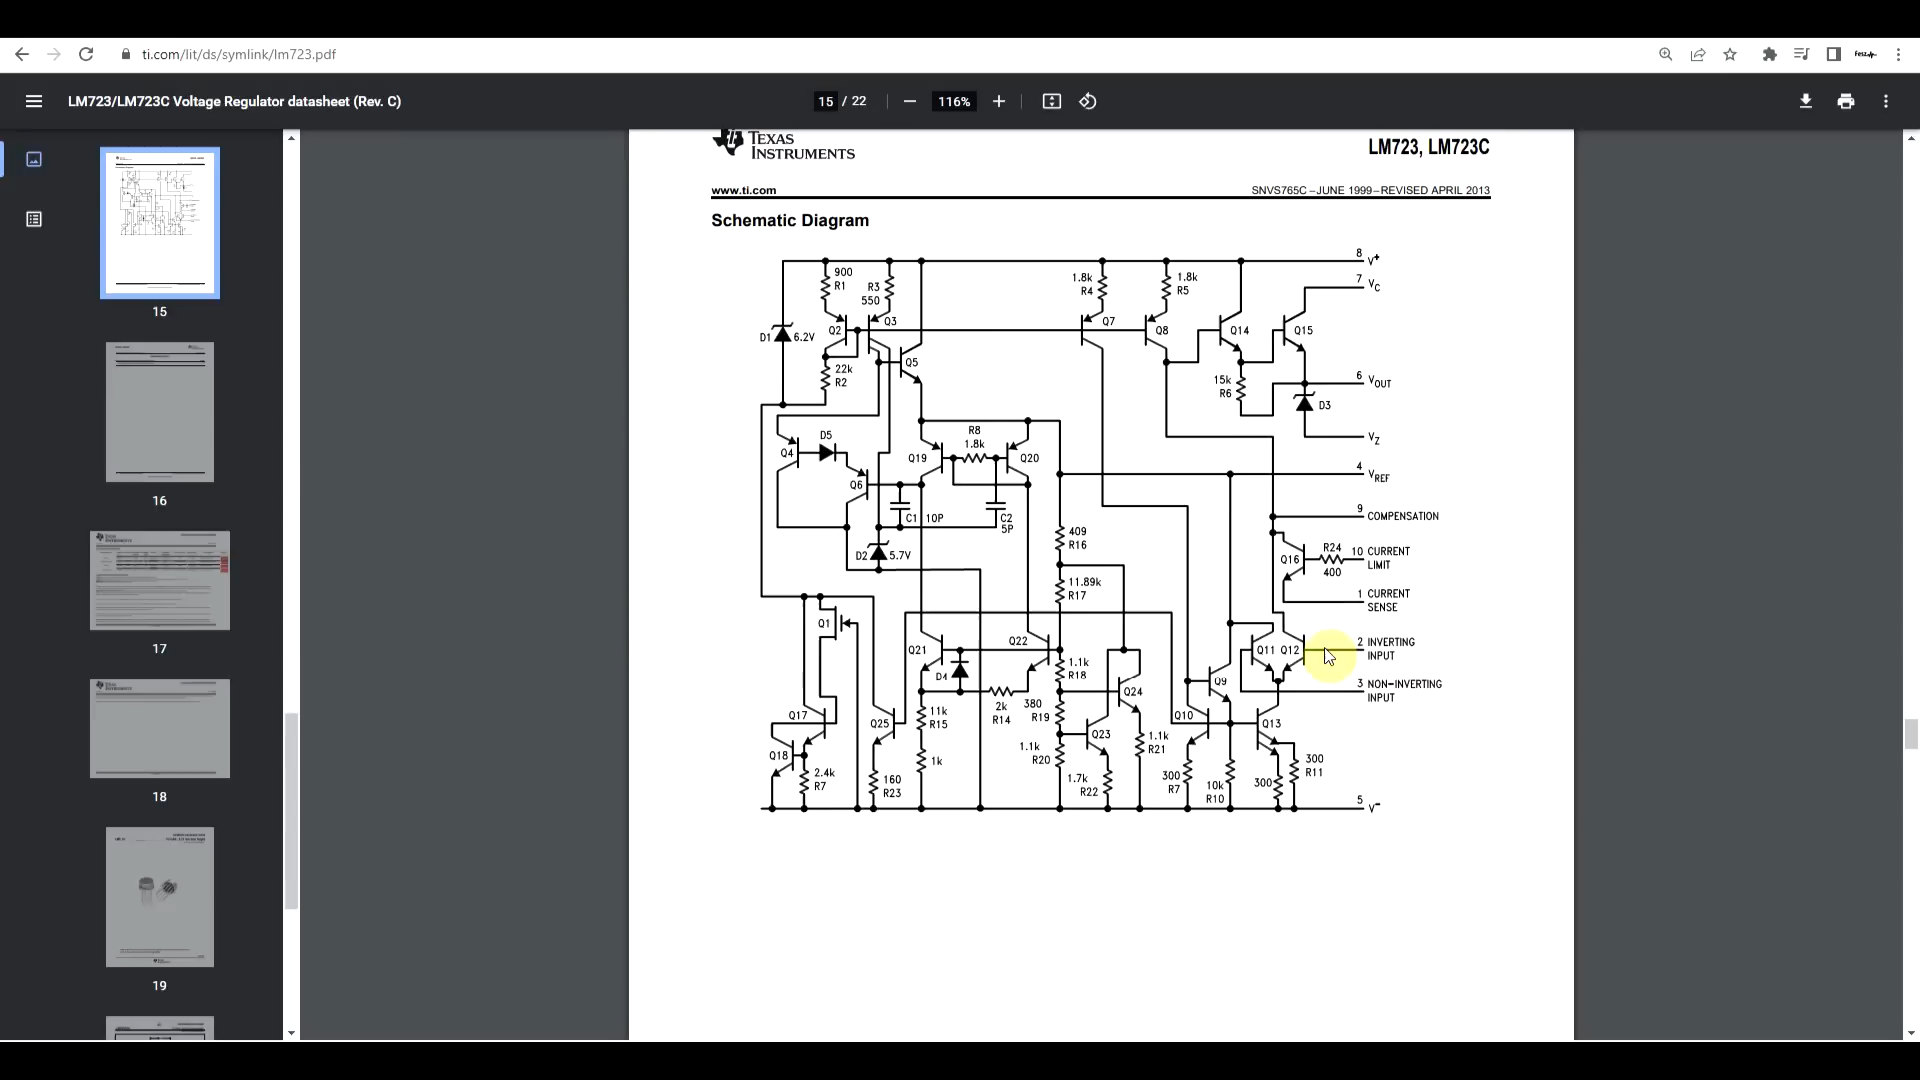 ti.com/lit/ds/symlink/lm723.pdf
fesz
LM723/LM723C Voltage Regulator datasheet (Rev. C)
15 / 22
116%
15
16
17
18
19
TEXAS
INSTRUMENTS
LM723, LM723C
www.ti.com
SNVS765C –JUNE 1999–REVISED APRIL 2013
Schematic Diagram
8 V+
7 VC
900
R1
R3
550
1.8k
R4
1.8k
R5
D1 6.2V
Q2
Q3
Q7
Q8
Q14
Q15
Q5
22k
R2
15k
R6
6 VOUT
D3
VZ
R8
1.8k
D5
Q4
Q19
Q20
Q6
4 VREF
C1 10P
C2
5P
9 COMPENSATION
409
R16
D2 5.7V
Q16
R24
400
10 CURRENT
LIMIT
11.89k
R17
1 CURRENT
SENSE
Q1
Q21
Q22
Q11 Q12
2 INVERTING
INPUT
D4
1.1k
R18
Q9
Q24
3 NON-INVERTING
INPUT
2k
R14
380
R19
Q17
Q25
11k
R15
Q10
Q13
Q23
1.1k
R21
Q18
2.4k
R7
160
R23
1k
1.1k
R20
1.7k
R22
300
R7
10k
R10
300
300
R11
5 V-